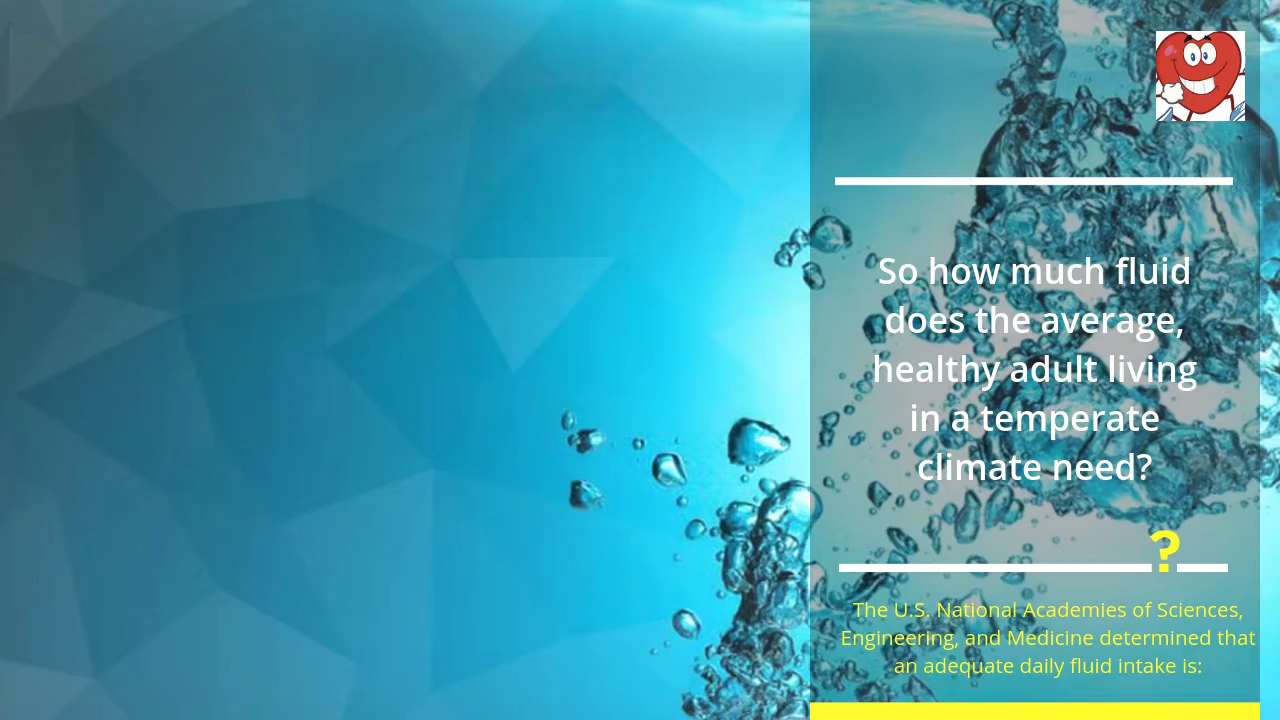 So how much fluid
does the average,
healthy adult living
in a temperate
climate need?
?
The U.S. National Academies of Sciences,
Engineering, and Medicine determined that
an adequate daily fluid intake is: